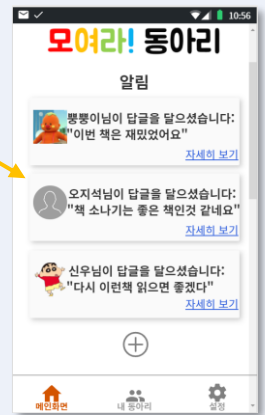 10:56
모여라! 동아리
알림
뿡뿡이님이 답글을 달으셨습니다:
"이번 책은 재밌었어요"
자세히 보기
오지석님이 답글을 달으셨습니다:
"책 소나기는 좋은 책인것 같네요"
자세히 보기
신우님이 답글을 달으셨습니다:
"다시 이런책 읽으면 좋겠다"
자세히 보기
메인화면 내 동아리 설정